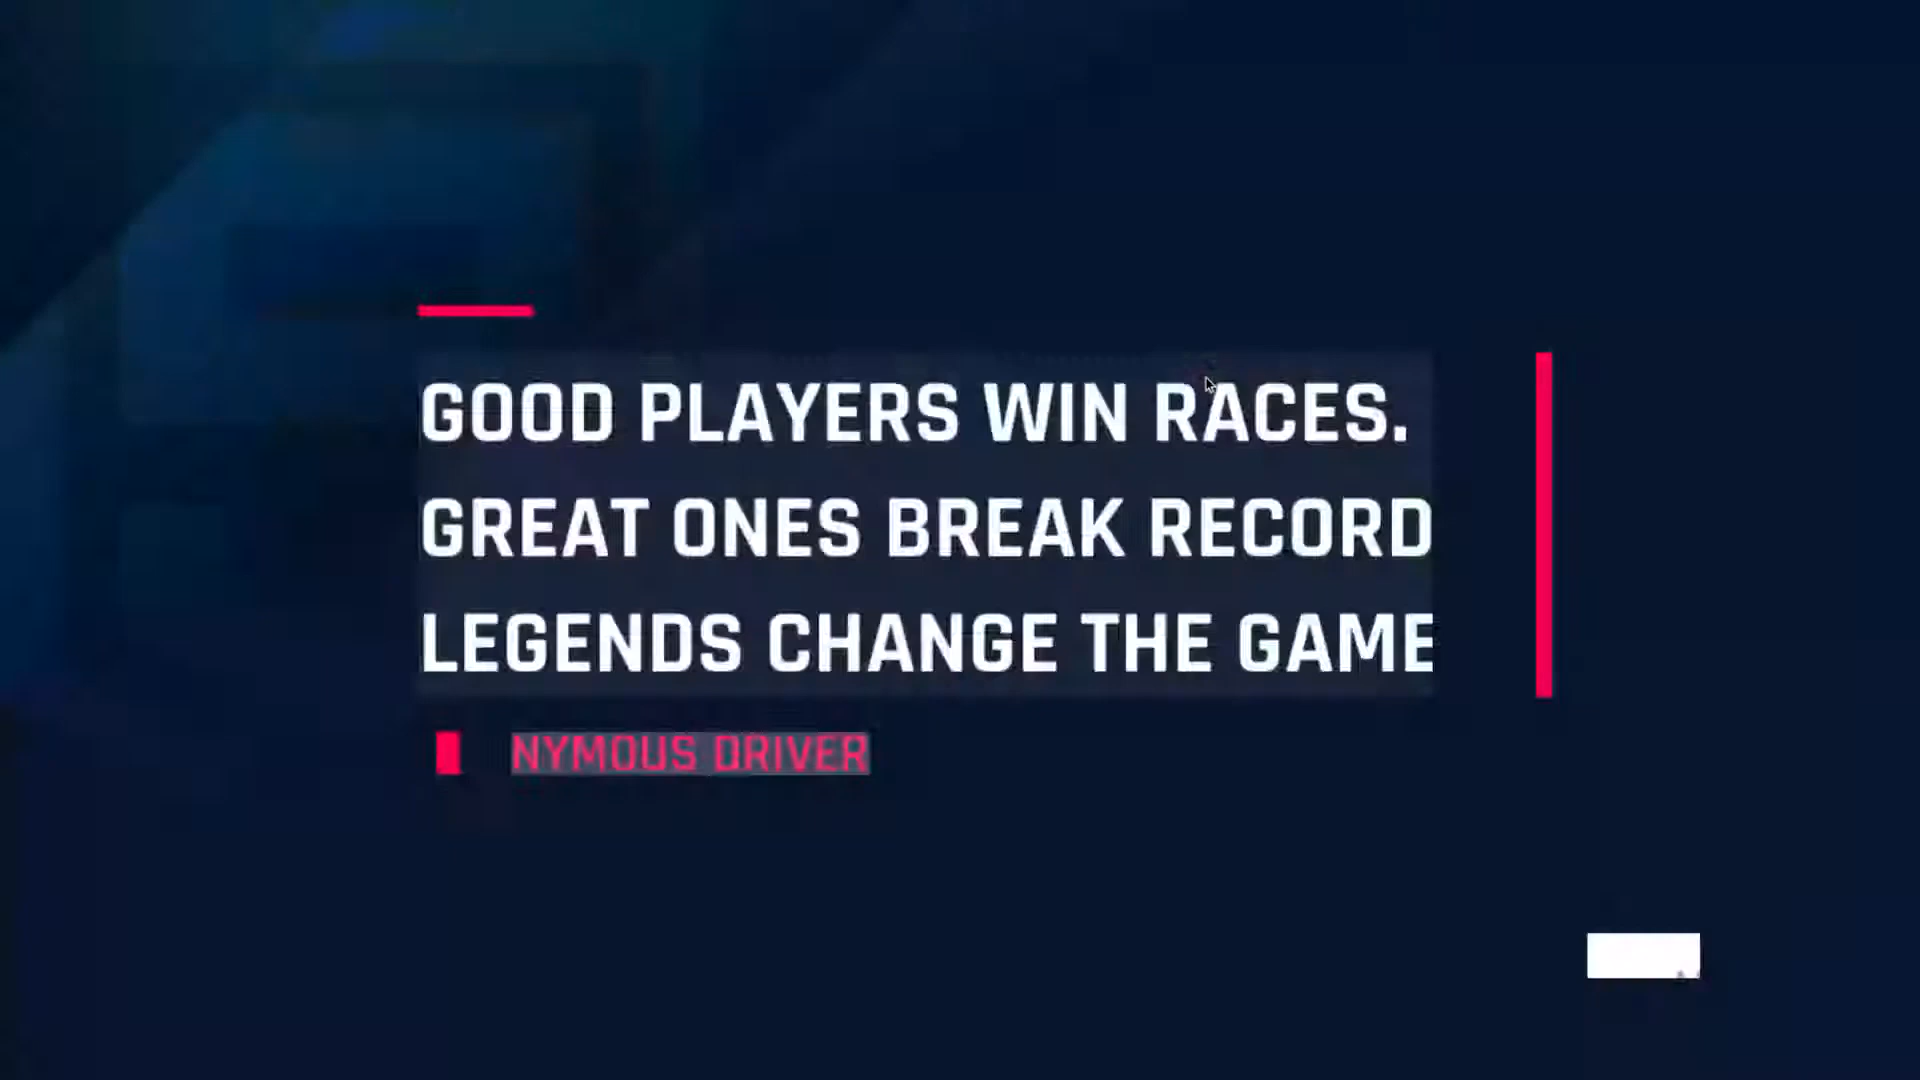 GOOD PLAYERS WIN RACES.
GREAT ONES BREAK RECORD
LEGENDS CHANGE THE GAME
NYMOUS DRIVER